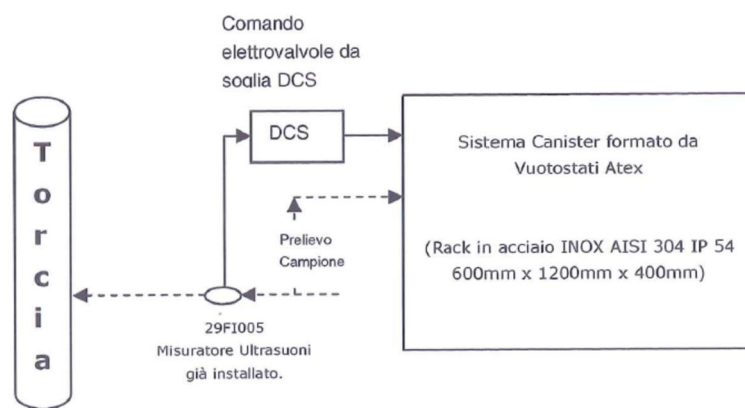 Comando
elettrovalvole da
soglia DCS
Torcia
DCS
Sistema Canister formato da
Vuotostati Atex
(Rack in acciaio INOX AISI 304 IP 54
600mm x 1200mm x 400mm)
Prelievo
Campione
29FI005
Misuratore Ultrasuoni
già installato.